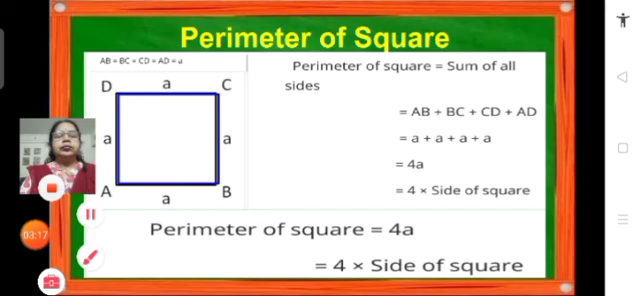 Perimeter of Square
AB = BC = CD = AD = a
D a C
a a
A B
a
Perimeter of square = Sum of all
sides
= AB + BC + CD + AD
= a + a + a + a
= 4a
= 4 × Side of square
Perimeter of square = 4a
= 4 × Side of square
03:17